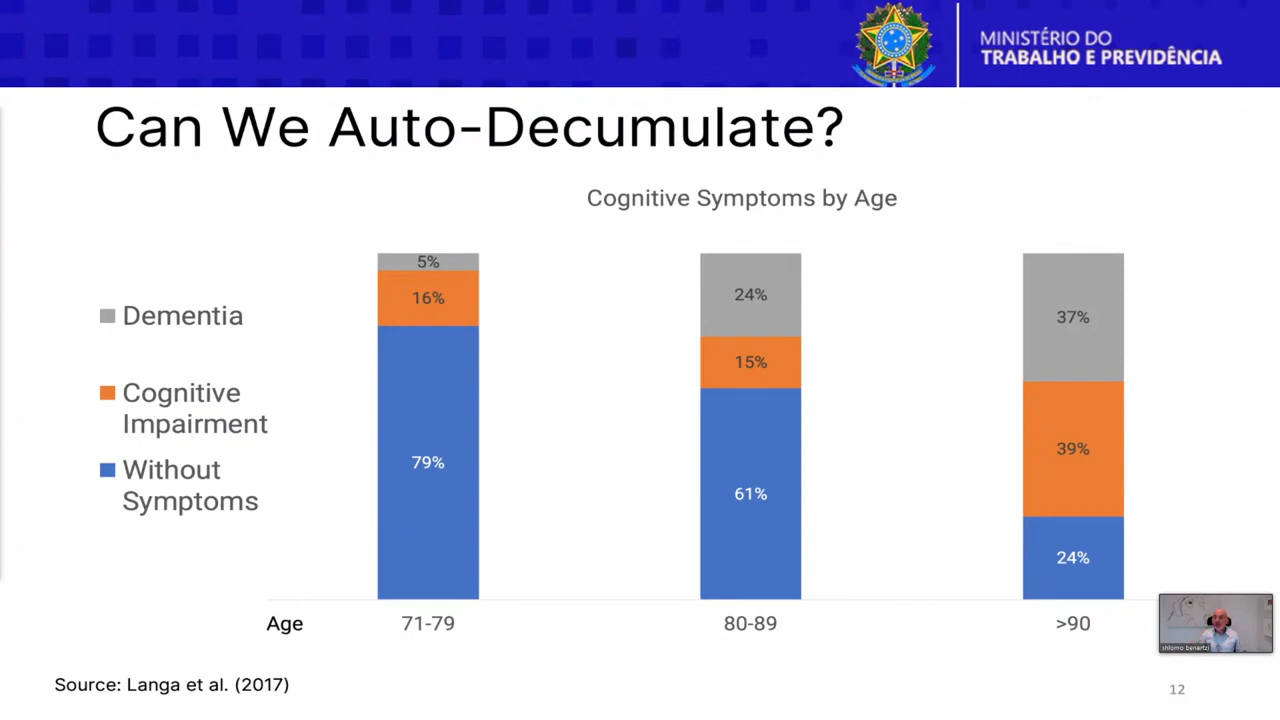 MINISTÉRIO DO
TRABALHO E PREVIDÊNCIA
Can We Auto-Decumulate?
Cognitive Symptoms by Age
Dementia
Cognitive
Impairment
Without
Symptoms
5%
16%
79%
24%
15%
61%
37%
39%
24%
Age
71-79
80-89
>90
shlomo benartzi
Source: Langa et al. (2017)
12